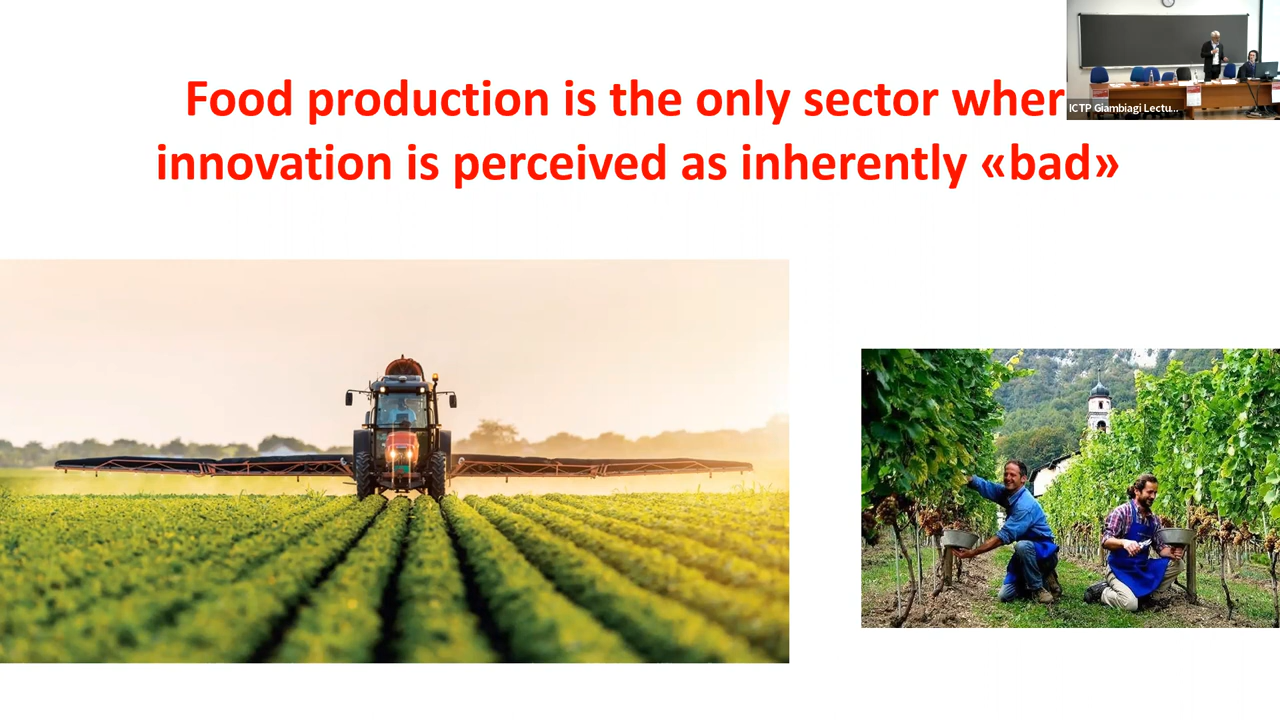 Food production is the only sector wher
innovation is perceived as inherently «bad»
ICTP Giambiagi Lectu...